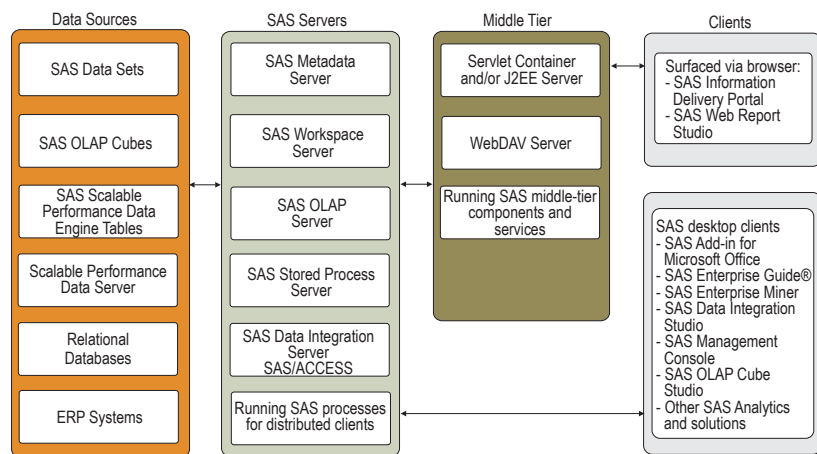 Data Sources
SAS Data Sets
SAS OLAP Cubes
SAS Scalable
Performance Data
Engine Tables
Scalable Performance
Data Server
Relational
Databases
ERP Systems
SAS Servers
SAS Metadata
Server
SAS Workspace
Server
SAS OLAP
Server
SAS Stored Process
Server
SAS Data Integration
Server
SAS/ACCESS
Running SAS processes
for distributed clients
Middle Tier
Servlet Container
and/or J2EE Server
WebDAV Server
Running SAS middle-tier
components and
services
Clients
Surfaced via browser:
- SAS Information
Delivery Portal
- SAS Web Report
Studio
SAS desktop clients
- SAS Add-in for
Microsoft Office
- SAS Enterprise Guide®
- SAS Enterprise Miner
- SAS Data Integration
Studio
- SAS Management
Console
- SAS OLAP Cube
Studio
- Other SAS Analytics
and solutions